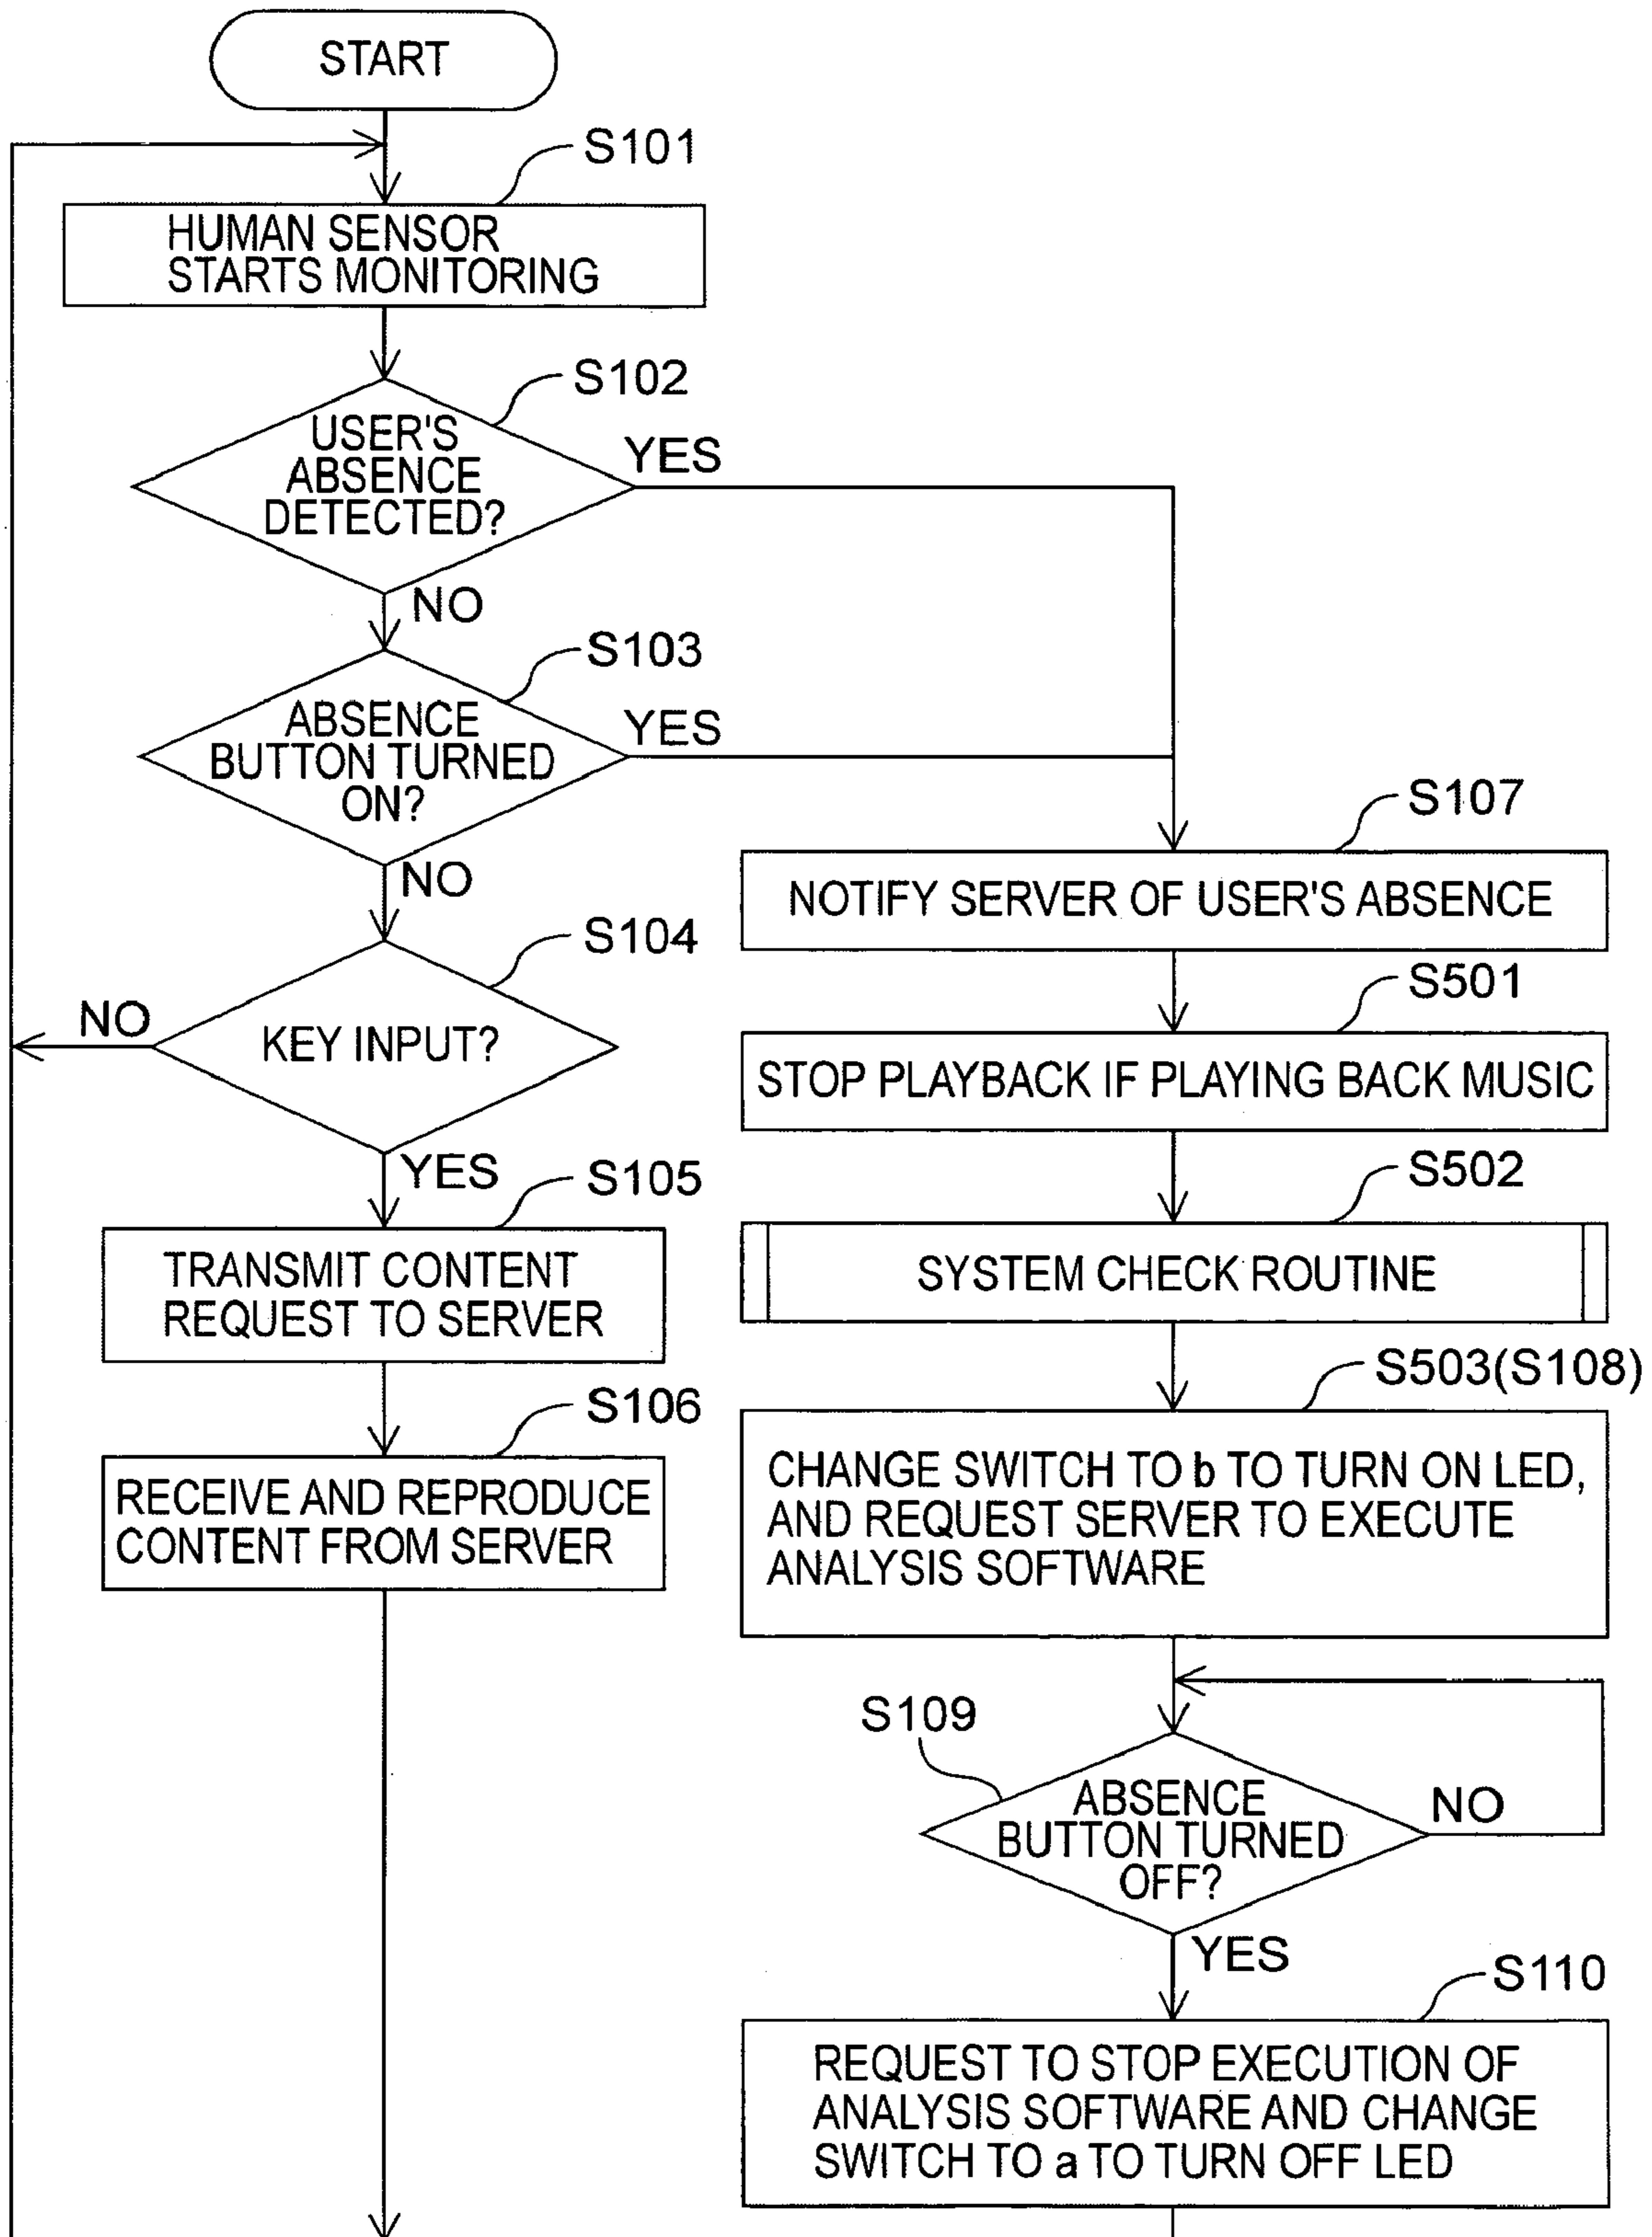 START
S101
HUMAN SENSOR
STARTS MONITORING
S102
USER'S
ABSENCE
DETECTED?
YES
NO
S103
ABSENCE
BUTTON TURNED
ON?
YES
NO
S104
KEY INPUT?
NO
YES
S105
TRANSMIT CONTENT
REQUEST TO SERVER
S106
RECEIVE AND REPRODUCE
CONTENT FROM SERVER
S107
NOTIFY SERVER OF USER'S ABSENCE
S501
STOP PLAYBACK IF PLAYING BACK MUSIC
S502
SYSTEM CHECK ROUTINE
S503(S108)
CHANGE SWITCH TO b TO TURN ON LED,
AND REQUEST SERVER TO EXECUTE
ANALYSIS SOFTWARE
S109
ABSENCE
BUTTON TURNED
OFF?
NO
YES
S110
REQUEST TO STOP EXECUTION OF
ANALYSIS SOFTWARE AND CHANGE
SWITCH TO a TO TURN OFF LED